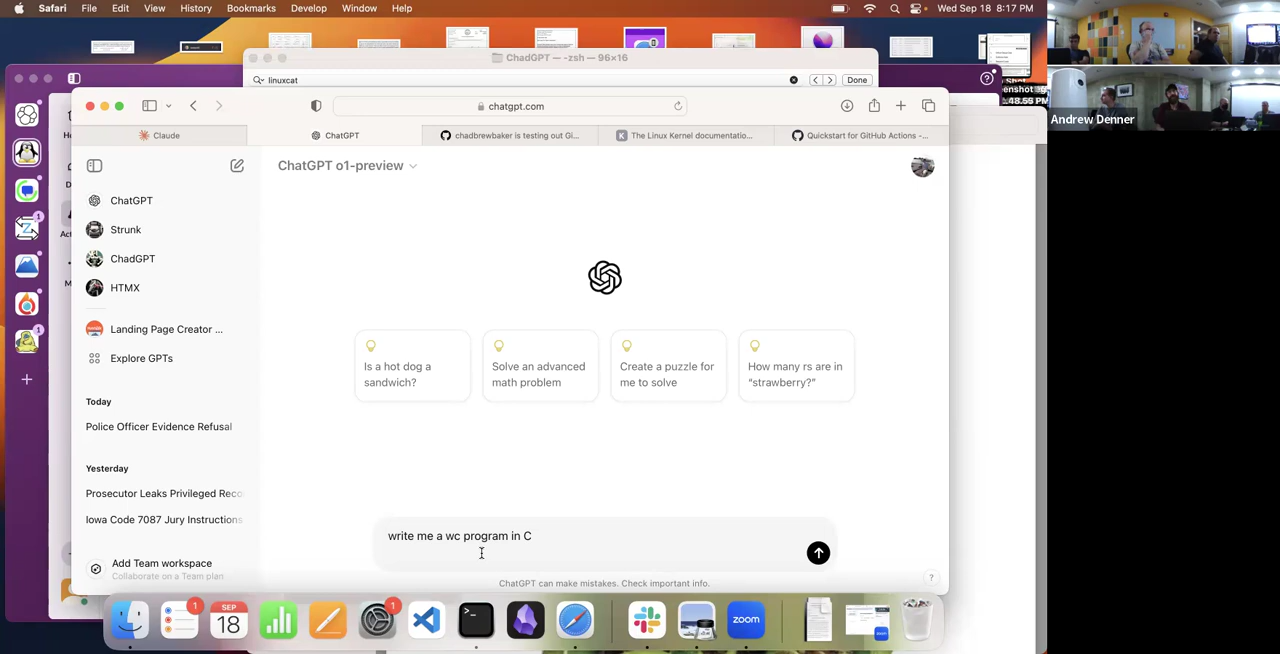 Safari File Edit View History Bookmarks Develop Window Help Wed Sep 18 8:17 PM
ChadGPT — -zsh — 96×16
linuxcat Done
chatgpt.com
Claude ChatGPT chadbrewbaker is testing out Gi... The Linux Kernel documentatio... Quickstart for GitHub Actions -...
Andrew Denner
ChatGPT o1-preview
ChatGPT
Strunk
ChadGPT
HTMX
Landing Page Creator ...
Explore GPTs
Today
Police Officer Evidence Refusal
Yesterday
Prosecutor Leaks Privileged Reco
Iowa Code 7087 Jury Instructions
Add Team workspace
Collaborate on a Team plan
Is a hot dog a
sandwich?
Solve an advanced
math problem
Create a puzzle for
me to solve
How many rs are in
"strawberry?"
write me a wc program in C
ChatGPT can make mistakes. Check important info.
?
1 SEP 18 1 >_ zoom